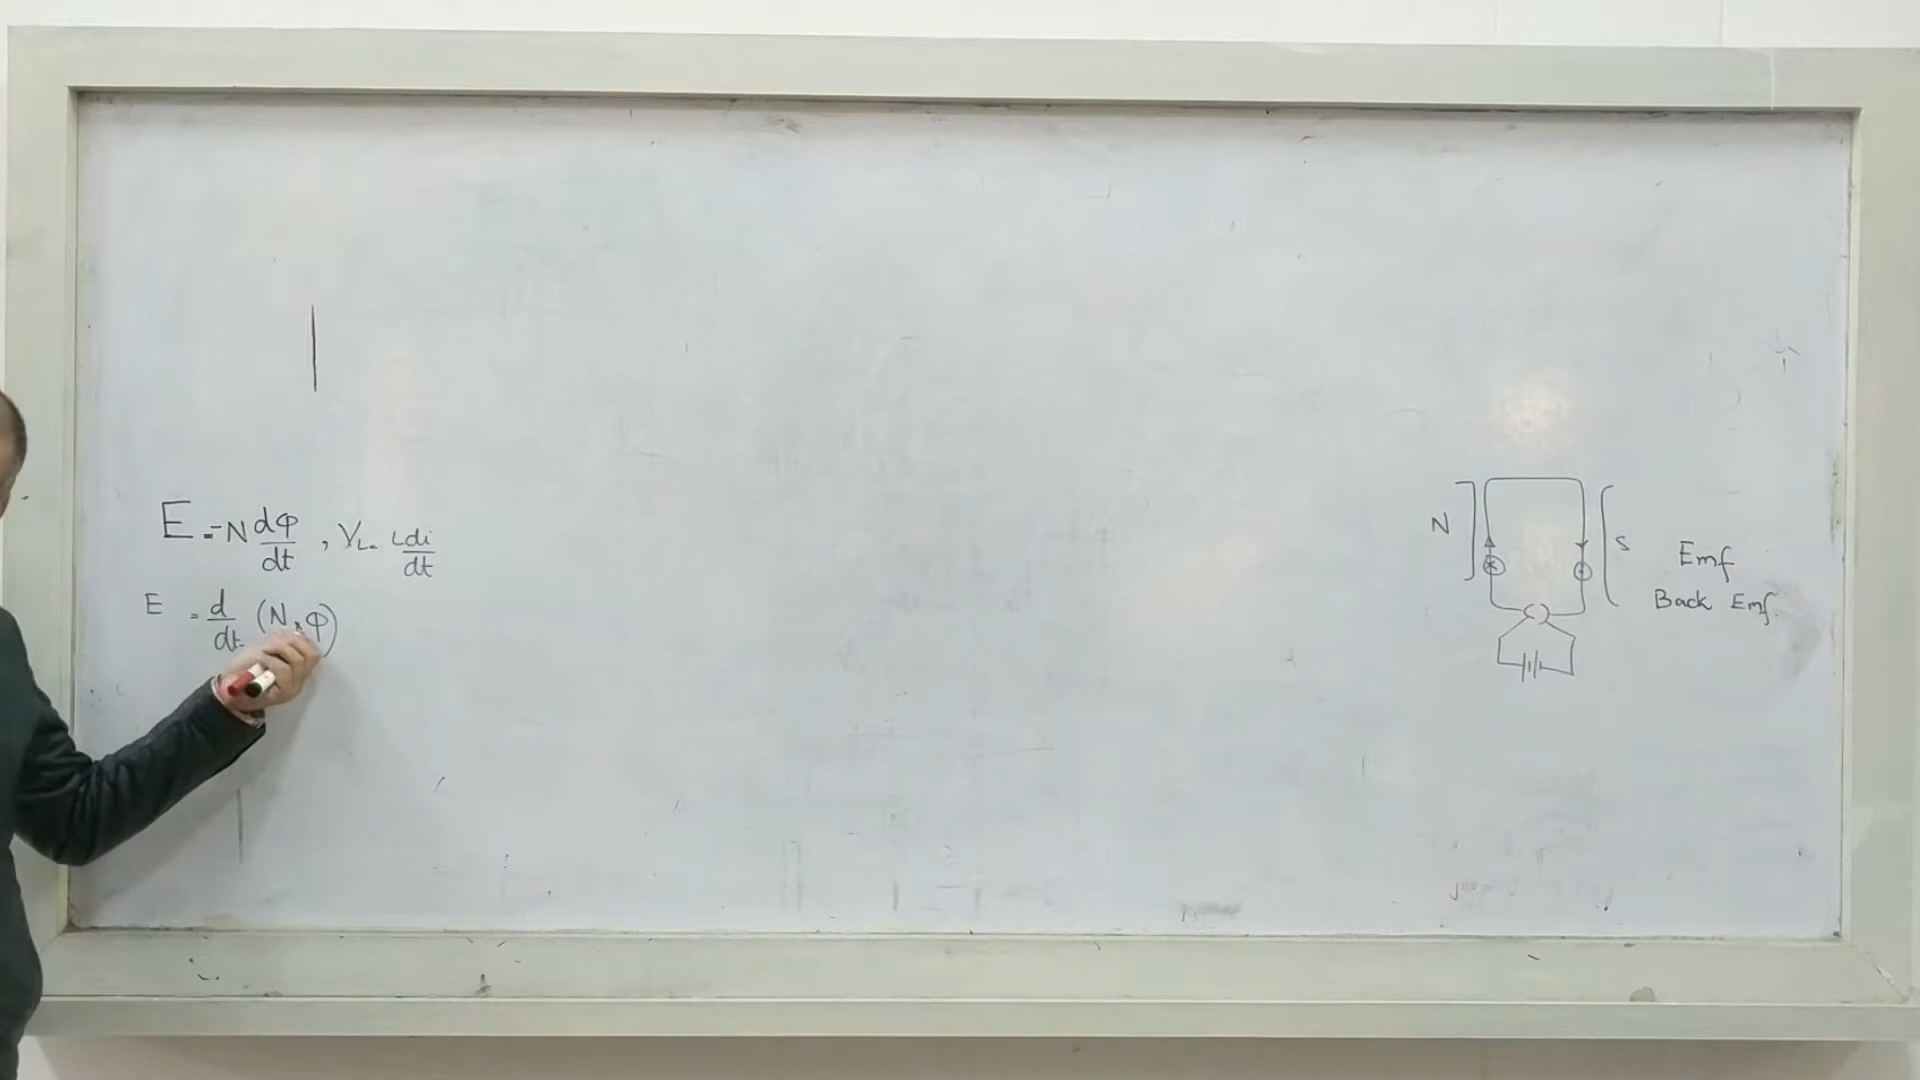 E = -N dφ/dt , V_L = L di/dt
E = d/dt (N × φ)
N S
Emf
Back Emf.